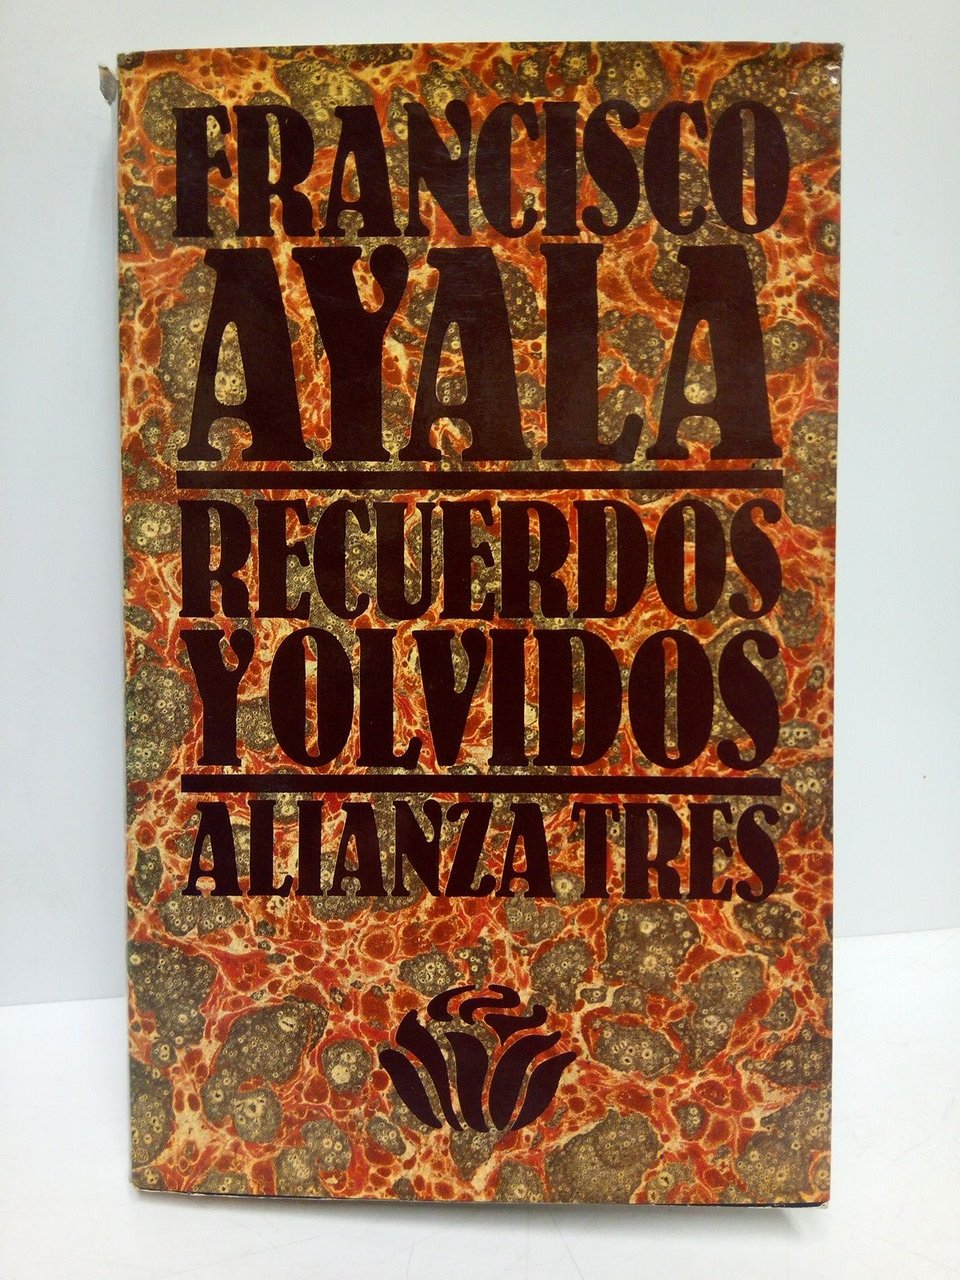 FRANCISCO
AYALA
RECUERDOS
Y OLVIDOS
ALIANZA TRES